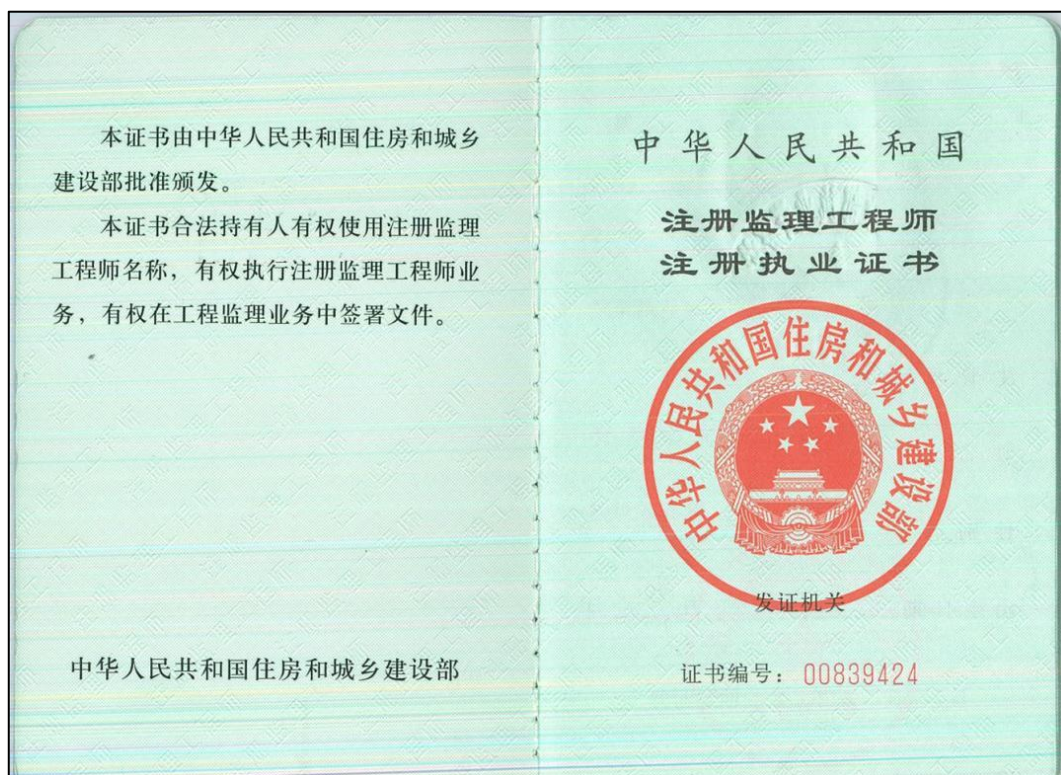 本证书由中华人民共和国住房和城乡
建设部批准颁发。
本证书合法持有人有权使用注册监理
工程师名称，有权执行注册监理工程师业
务，有权在工程监理业务中签署文件。
中华人民共和国住房和城乡建设部
中华人民共和国
注册监理工程师
注册执业证书
中华人民共和国住房和城乡建设部
发证机关
证书编号：00839424